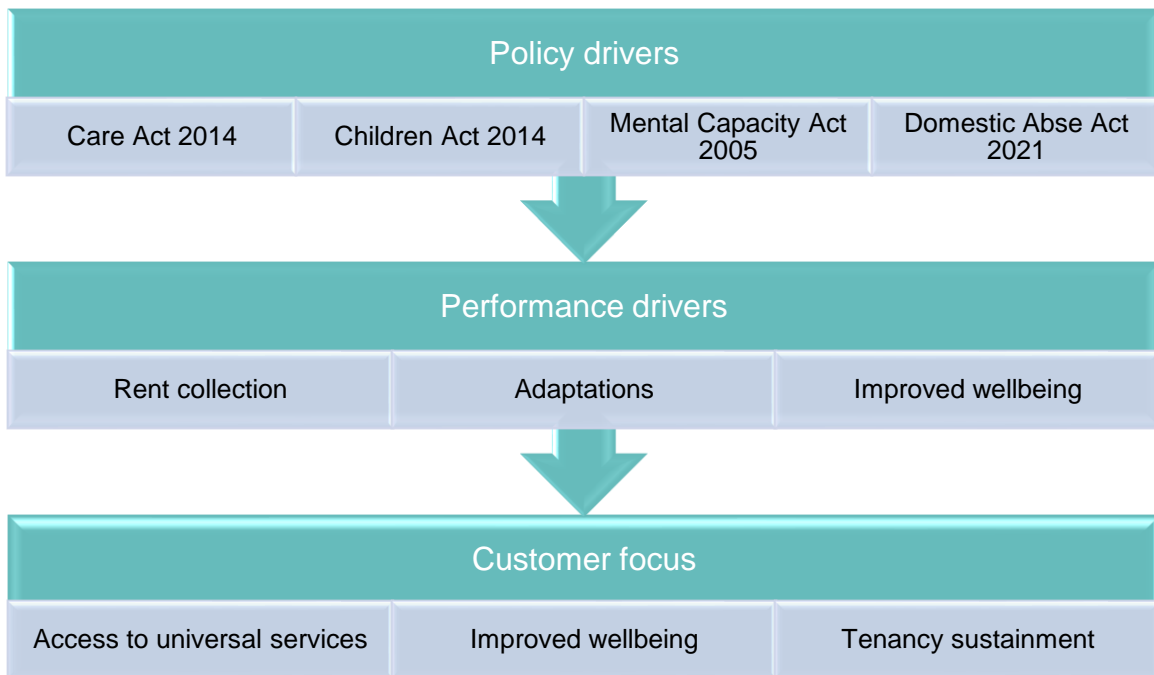 Policy drivers
Care Act 2014
Children Act 2014
Mental Capacity Act
2005
Domestic Abse Act
2021
Performance drivers
Rent collection
Adaptations
Improved wellbeing
Customer focus
Access to universal services
Improved wellbeing
Tenancy sustainment